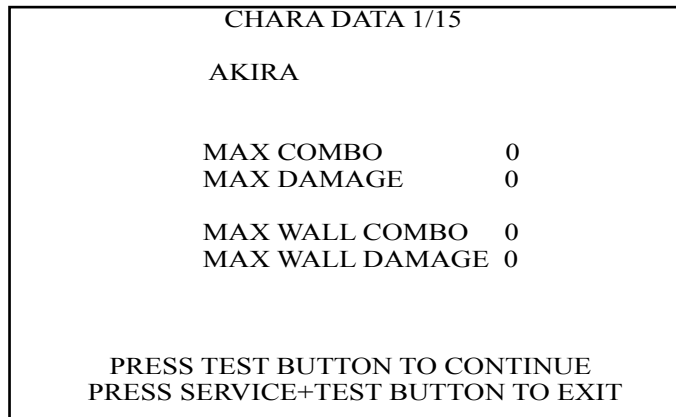 CHARA DATA 1/15
AKIRA
MAX COMBO 0
MAX DAMAGE 0
MAX WALL COMBO 0
MAX WALL DAMAGE 0
PRESS TEST BUTTON TO CONTINUE
PRESS SERVICE+TEST BUTTON TO EXIT